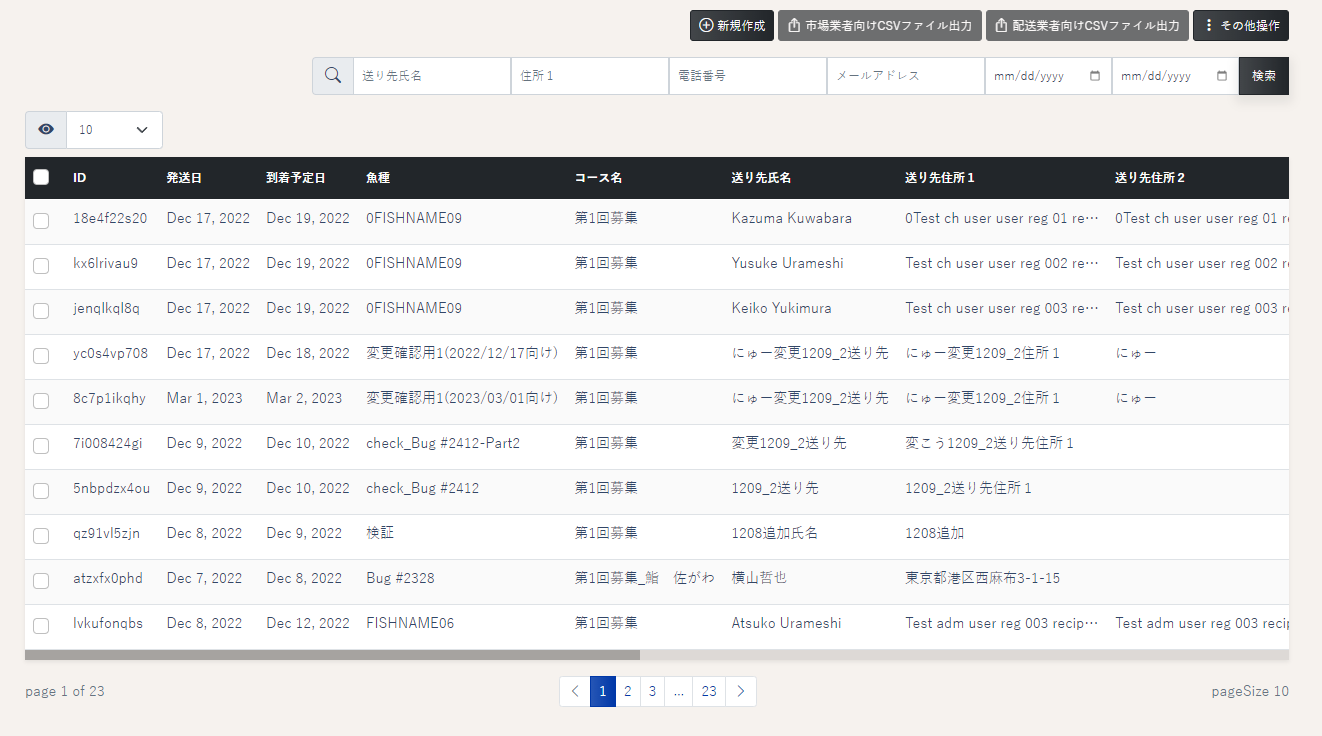 新規作成 市場業者向けCSVファイル出力 配送業者向けCSVファイル出力 その他操作
送り先氏名 住所１ 電話番号 メールアドレス mm/dd/yyyy mm/dd/yyyy 検索
10
ID 発送日 到着予定日 魚種 コース名 送り先氏名 送り先住所１ 送り先住所２
18e4f22s20 Dec 17, 2022 Dec 19, 2022 0FISHNAME09 第1回募集 Kazuma Kuwabara 0Test ch user user reg 01 re… 0Test ch user user reg 01 r
kx6lrivau9 Dec 17, 2022 Dec 19, 2022 0FISHNAME09 第1回募集 Yusuke Urameshi Test ch user user reg 002 re… Test ch user user reg 002 r
jenqlkql8q Dec 17, 2022 Dec 19, 2022 0FISHNAME09 第1回募集 Keiko Yukimura Test ch user user reg 003 re… Test ch user user reg 003 r
yc0s4vp708 Dec 17, 2022 Dec 18, 2022 変更確認用1(2022/12/17向け) 第1回募集 にゅー変更1209_2送り先 にゅー変更1209_2住所１ にゅー
8c7p1ikqhy Mar 1, 2023 Mar 2, 2023 変更確認用1(2023/03/01向け) 第1回募集 にゅー変更1209_2送り先 にゅー変更1209_2住所１ にゅー
7i008424gi Dec 9, 2022 Dec 10, 2022 check_Bug #2412-Part2 第1回募集 変更1209_2送り先 変こう1209_2送り先住所１
5nbpdzx4ou Dec 9, 2022 Dec 10, 2022 check_Bug #2412 第1回募集 1209_2送り先 1209_2送り先住所１
qz91vl5zjn Dec 8, 2022 Dec 9, 2022 検証 第1回募集 1208追加氏名 1208追加
atzxfx0phd Dec 7, 2022 Dec 8, 2022 Bug #2328 第1回募集_鮨　佐がわ 横山哲也 東京都港区西麻布3-1-15
lvkufonqbs Dec 8, 2022 Dec 12, 2022 FISHNAME06 第1回募集 Atsuko Urameshi Test adm user reg 003 recip… Test adm user reg 003 recip
page 1 of 23 1 2 3 ... 23 pageSize 10